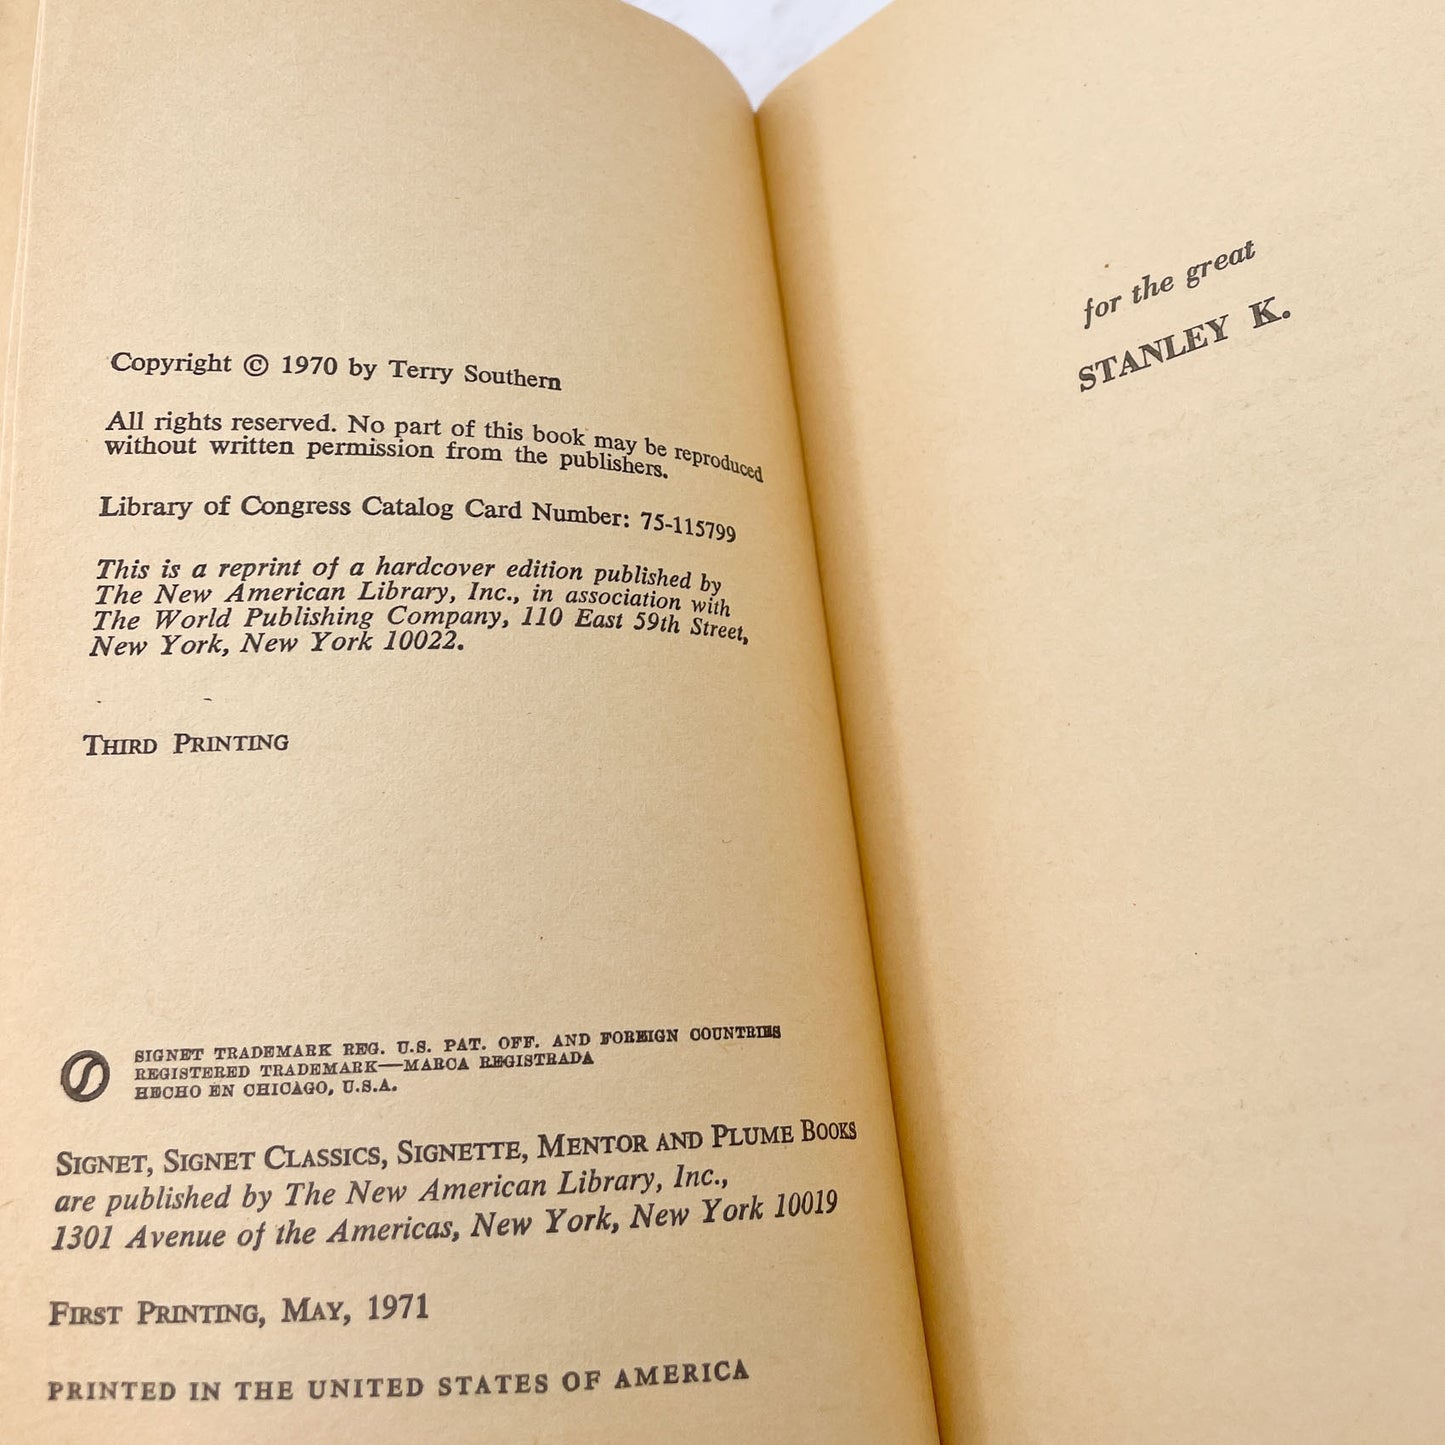 Copyright © 1970 by Terry Southern
All rights reserved. No part of this book may be reproduced
without written permission from the publishers.
Library of Congress Catalog Card Number: 75-115799
This is a reprint of a hardcover edition published by
The New American Library, Inc., in association with
The World Publishing Company, 110 East 59th Street,
New York, New York 10022.
THIRD PRINTING
SIGNET TRADEMARK REG. U.S. PAT. OFF. AND FOREIGN COUNTRIES
REGISTERED TRADEMARK—MARCA REGISTRADA
HECHO EN CHICAGO, U.S.A.
SIGNET, SIGNET CLASSICS, SIGNETTE, MENTOR AND PLUME BOOKS
are published by The New American Library, Inc.,
1301 Avenue of the Americas, New York, New York 10019
FIRST PRINTING, MAY, 1971
PRINTED IN THE UNITED STATES OF AMERICA
for the great
STANLEY K.